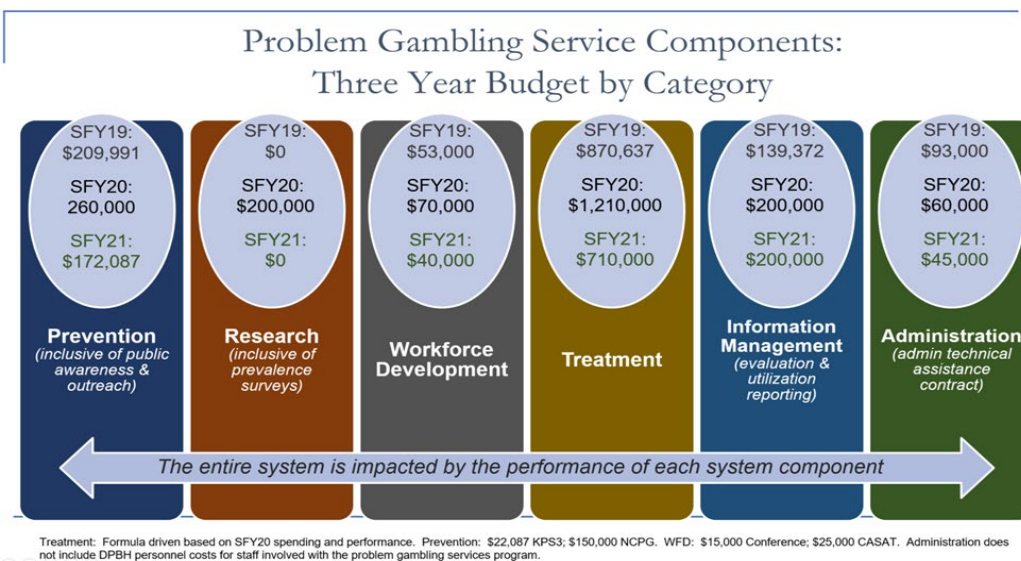 Problem Gambling Service Components:
Three Year Budget by Category
SFY19:
$209,991
SFY20:
260,000
SFY21:
$172,087
Prevention
(inclusive of public
awareness &
outreach)
SFY19:
$0
SFY20:
$200,000
SFY21:
$0
Research
(inclusive of
prevalence
surveys)
SFY19:
$53,000
SFY20:
$70,000
SFY21:
$40,000
Workforce
Development
SFY19:
$870,637
SFY20:
$1,210,000
SFY21:
$710,000
Treatment
SFY19:
$139,372
SFY20:
$200,000
SFY21:
$200,000
Information
Management
(evaluation &
utilization
reporting)
SFY19:
$93,000
SFY20:
$60,000
SFY21:
$45,000
Administration
(admin technical
assistance
contract)
The entire system is impacted by the performance of each system component
Treatment: Formula driven based on SFY20 spending and performance. Prevention: $22,087 KPS3; $150,000 NCPG. WFD: $15,000 Conference; $25,000 CASAT. Administration does
not include DPBH personnel costs for staff involved with the problem gambling services program.